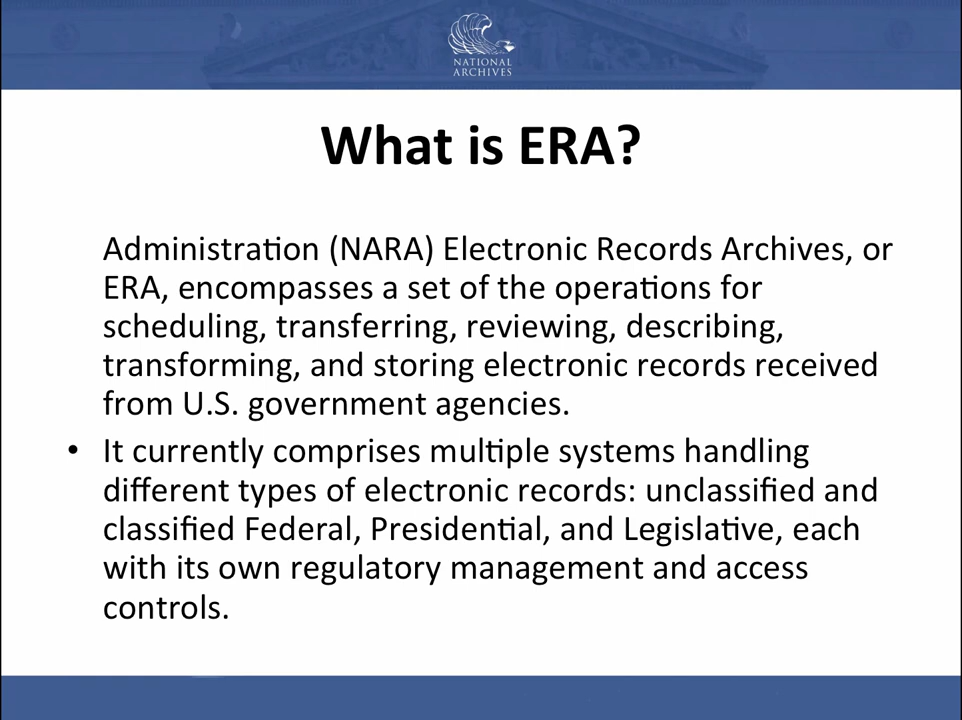 NATIONAL
ARCHIVES
What is ERA?
Administration (NARA) Electronic Records Archives, or
ERA, encompasses a set of the operations for
scheduling, transferring, reviewing, describing,
transforming, and storing electronic records received
from U.S. government agencies.
• It currently comprises multiple systems handling
different types of electronic records: unclassified and
classified Federal, Presidential, and Legislative, each
with its own regulatory management and access
controls.